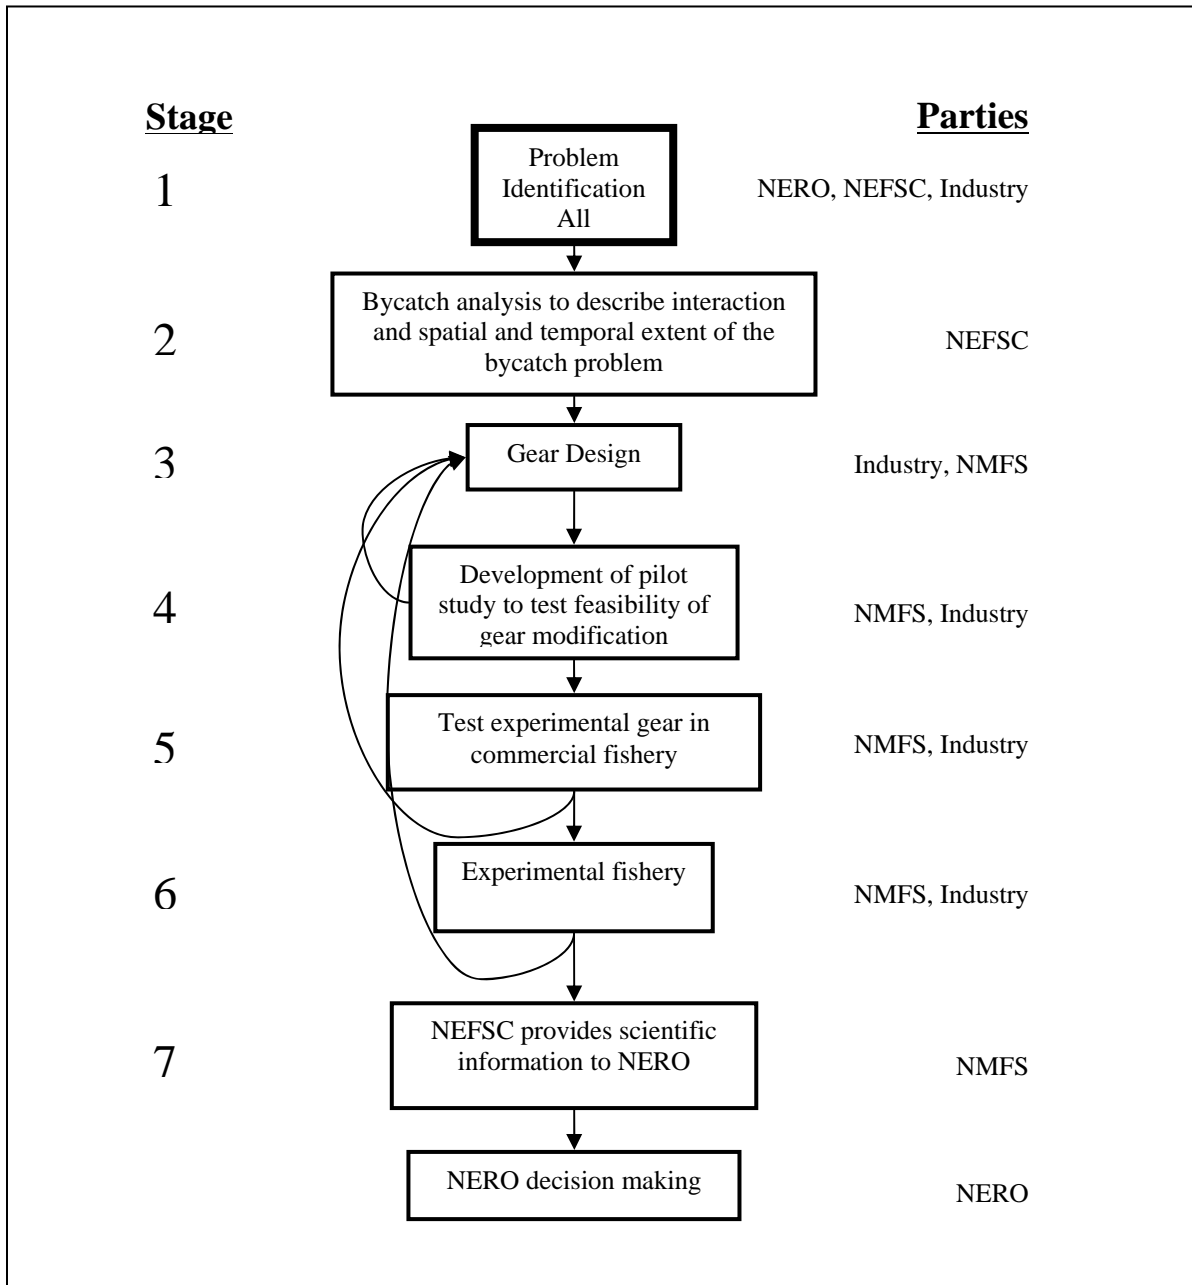 Stage
Parties
1
Problem
Identification
All
NERO, NEFSC, Industry
2
Bycatch analysis to describe interaction
and spatial and temporal extent of the
bycatch problem
NEFSC
3
Gear Design
Industry, NMFS
4
Development of pilot
study to test feasibility of
gear modification
NMFS, Industry
5
Test experimental gear in
commercial fishery
NMFS, Industry
6
Experimental fishery
NMFS, Industry
7
NEFSC provides scientific
information to NERO
NMFS
NERO decision making
NERO